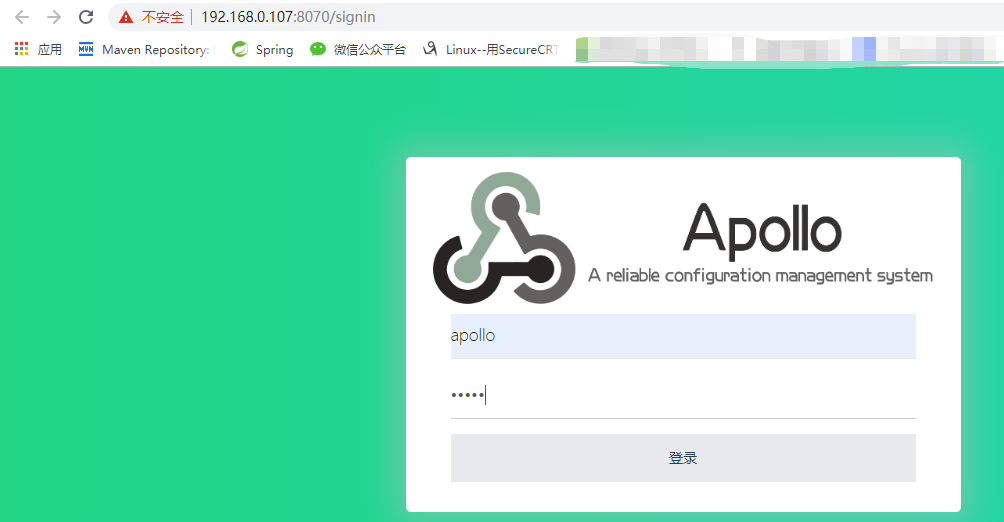 不安全 192.168.0.107:8070/signin
应用 Maven Repository: Spring 微信公众平台 Linux--用SecureCRT
Apollo
A reliable configuration management system
apollo
•••••
登录